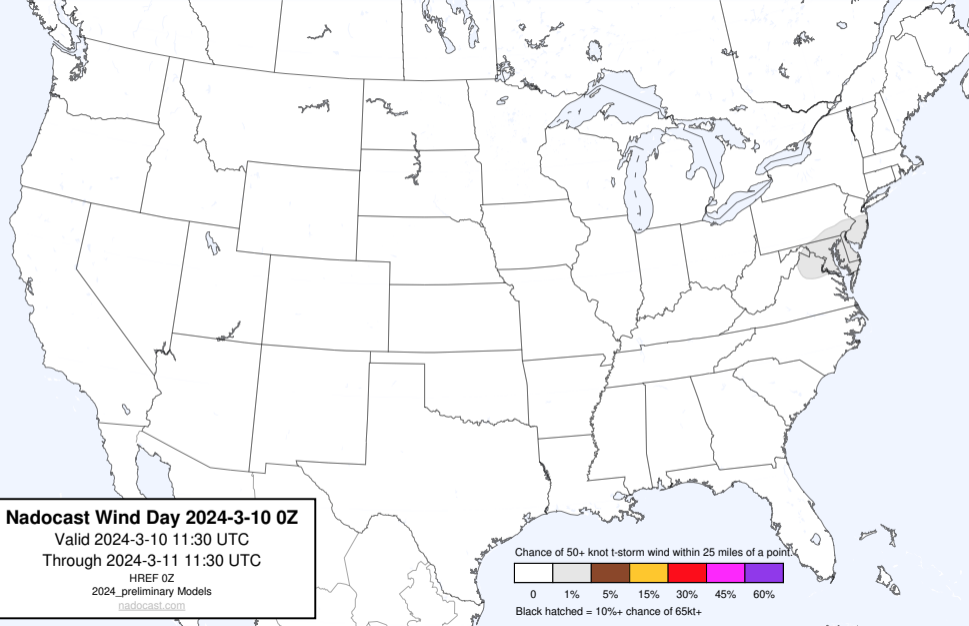 Nadocast Wind Day 2024-3-10 0Z
Valid 2024-3-10 11:30 UTC
Through 2024-3-11 11:30 UTC
HREF 0Z
2024_preliminary Models
nadocast.com
Chance of 50+ knot t-storm wind within 25 miles of a point.
0 1% 5% 15% 30% 45% 60%
Black hatched = 10%+ chance of 65kt+